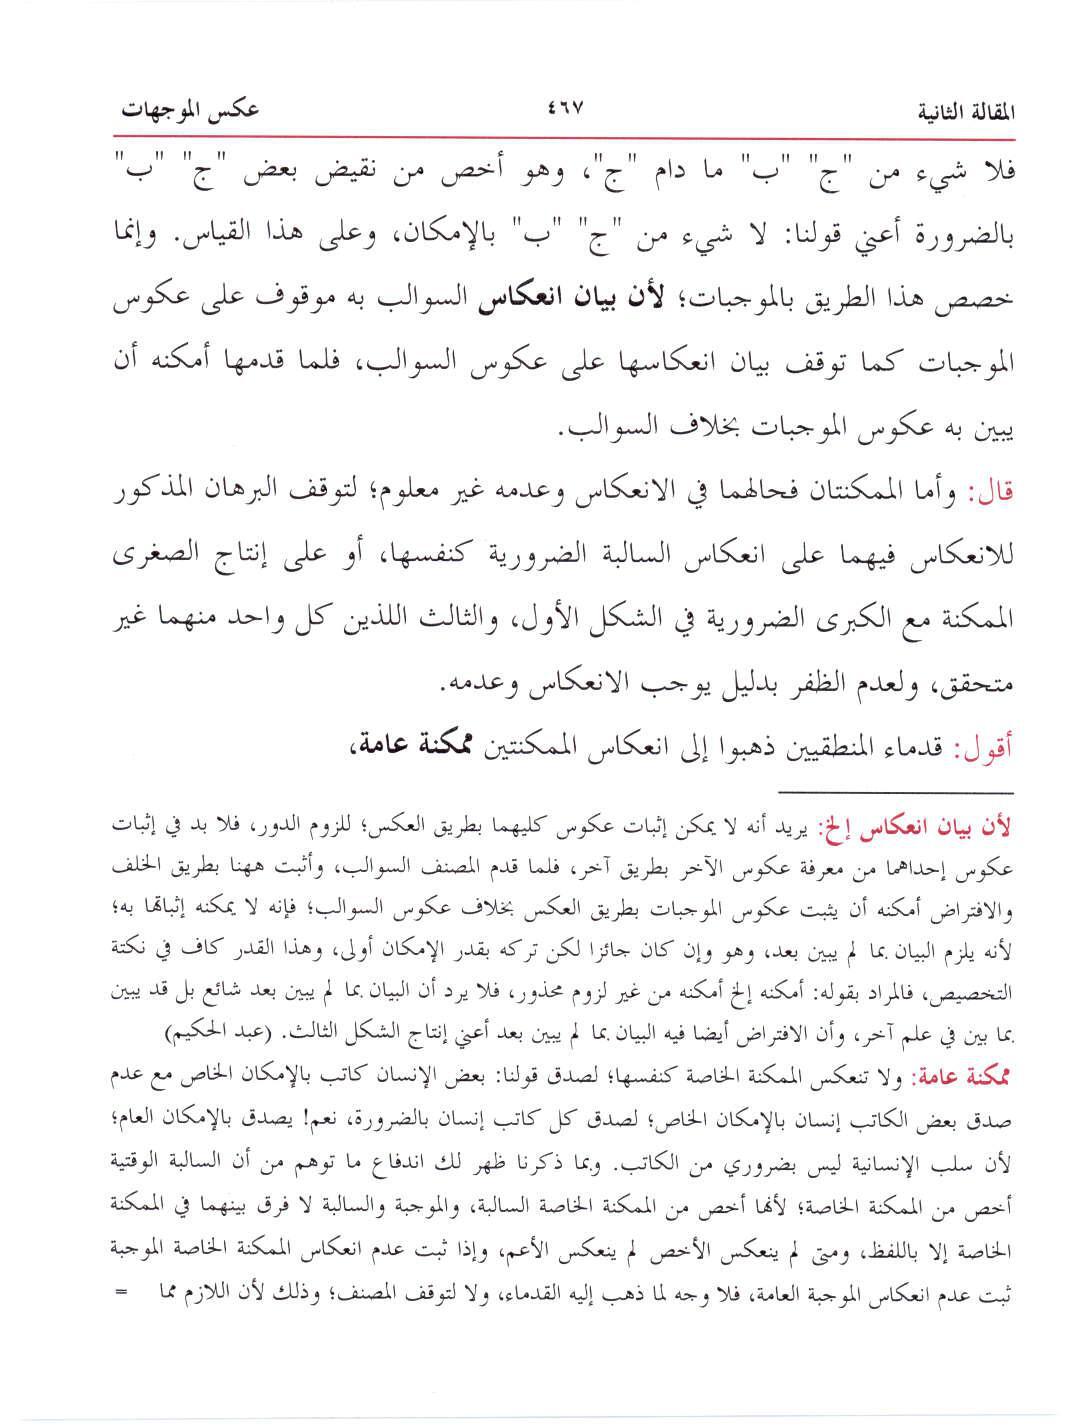 المقالة الثانية ٤٦٧ عكس الموجهات
فلا شيء من "ج" "ب" ما دام "ج"، وهو أخص من نقيض بعض "ج" "ب"
بالضرورة أعني قولنا: لا شيء من "ج" "ب" بالإمكان، وعلى هذا القياس. وإنما
خصص هذا الطريق بالموجبات؛ لأن بيان انعكاس السوالب به موقوف على عكوس
الموجبات كما توقف بيان انعكاسها على عكوس السوالب، فلما قدمها أمكنه أن
يبين به عكوس الموجبات بخلاف السوالب.
قال: وأما الممكنتان فحالهما في الانعكاس وعدمه غير معلوم؛ لتوقف البرهان المذكور
للانعكاس فيهما على انعكاس السالبة الضرورية كنفسها، أو على إنتاج الصغرى
الممكنة مع الكبرى الضرورية في الشكل الأول، والثالث اللذين كل واحد منهما غير
متحقق، ولعدم الظفر بدليل يوجب الانعكاس وعدمه.
أقول: قدماء المنطقيين ذهبوا إلى انعكاس الممكنتين ممكنة عامة،
لأن بيان انعكاس إلخ: يريد أنه لا يمكن إثبات عكوس كليهما بطريق العكس؛ للزوم الدور، فلا بد في إثبات
عكوس إحداهما من معرفة عكوس الآخر بطريق آخر، فلما قدم المصنف السوالب، وأثبت ههنا بطريق الخلف
والافتراض أمكنه أن يثبت عكوس الموجبات بطريق العكس بخلاف عكوس السوالب؛ فإنه لا يمكنه إثباتها به؛
لأنه يلزم البيان بما لم يبين بعد، وهو وإن كان جائزا لكن تركه بقدر الإمكان أولى، وهذا القدر كاف في نكتة
التخصيص، فالمراد بقوله: أمكنه إلخ أمكنه من غير لزوم محذور، فلا يرد أن البيان بما لم يبين بعد شائع بل قد يبين
بما بين في علم آخر، وأن الافتراض أيضا فيه البيان بما لم يبين بعد أعني إنتاج الشكل الثالث. (عبد الحكيم)
ممكنة عامة: ولا تنعكس الممكنة الخاصة كنفسها؛ لصدق قولنا: بعض الإنسان كاتب بالإمكان الخاص مع عدم
صدق بعض الكاتب إنسان بالإمكان الخاص؛ لصدق كل كاتب إنسان بالضرورة، نعم! يصدق بالإمكان العام؛
لأن سلب الإنسانية ليس بضروري من الكاتب. وبما ذكرنا ظهر لك اندفاع ما توهم من أن السالبة الوقتية
أخص من الممكنة الخاصة؛ لأنها أخص من الممكنة الخاصة السالبة، والموجبة والسالبة لا فرق بينهما في الممكنة
الخاصة إلا باللفظ، ومتى لم ينعكس الأخص لم ينعكس الأعم، وإذا ثبت عدم انعكاس الممكنة الخاصة الموجبة
ثبت عدم انعكاس الموجبة العامة، فلا وجه لما ذهب إليه القدماء، ولا لتوقف المصنف؛ وذلك لأن اللازم مما =